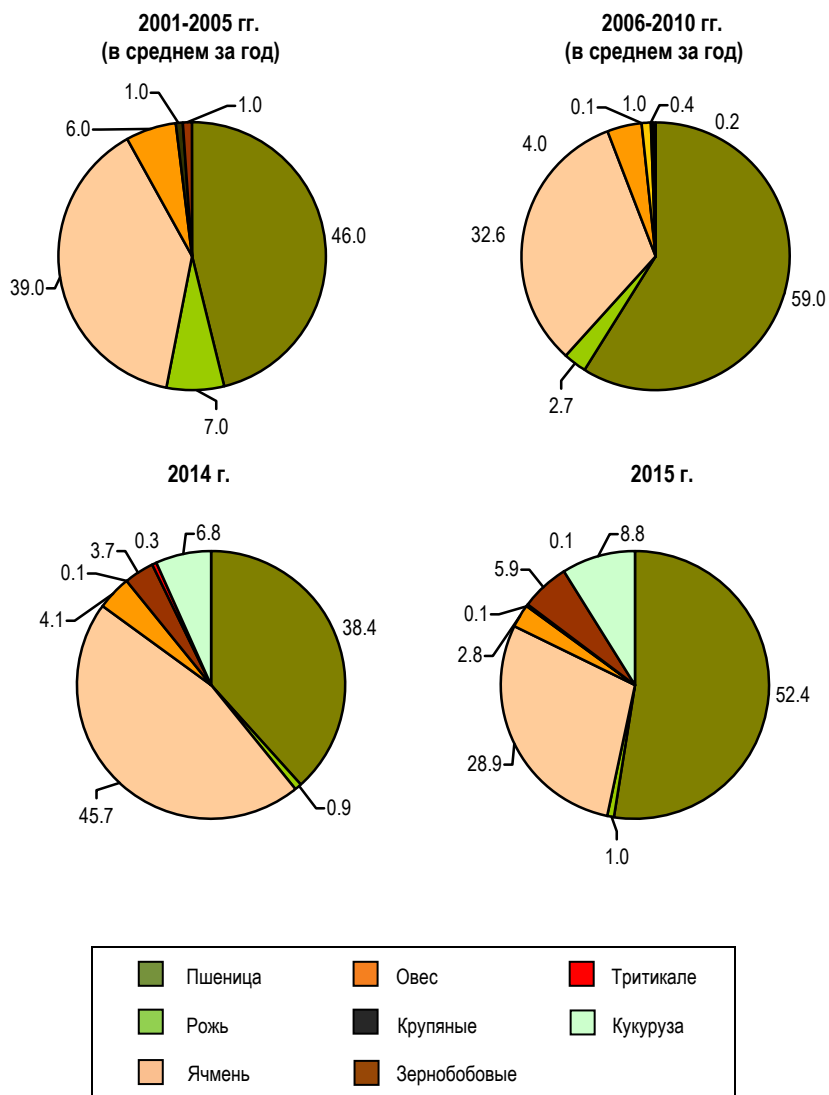 2001-2005 гг.
(в среднем за год)
2006-2010 гг.
(в среднем за год)
1.0
1.0
6.0
46.0
39.0
7.0
0.1
1.0
0.4
0.2
4.0
32.6
59.0
2.7
2014 г.
2015 г.
3.7
0.3
6.8
0.1
4.1
38.4
45.7
0.9
0.1
8.8
5.9
0.1
2.8
52.4
28.9
1.0
Пшеница
Овес
Тритикале
Рожь
Крупяные
Кукуруза
Ячмень
Зернобобовые